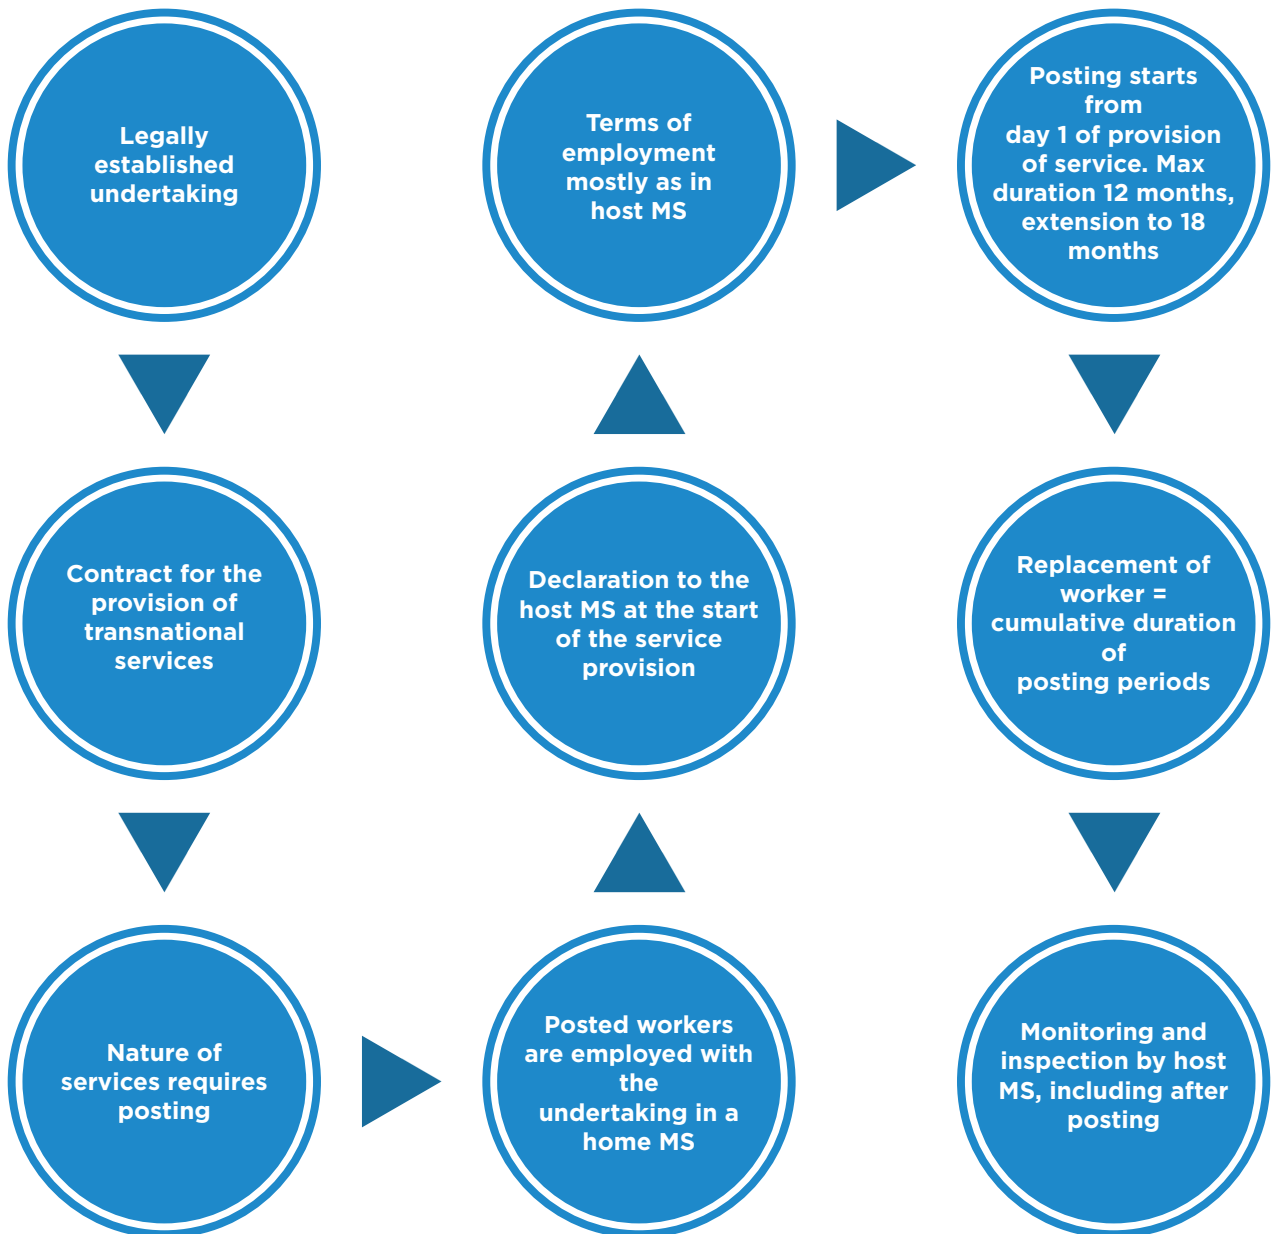 Legally
established
undertaking
Contract for the
provision of
transnational
services
Nature of
services requires
posting
Posted workers
are employed with
the
undertaking in a
home MS
Declaration to the
host MS at the start
of the service
provision
Terms of
employment
mostly as in
host MS
Posting starts
from
day 1 of provision
of service. Max
duration 12 months,
extension to 18
months
Replacement of
worker =
cumulative duration
of
posting periods
Monitoring and
inspection by host
MS, including after
posting